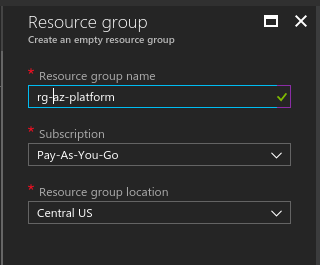 Resource group
Create an empty resource group
* Resource group name
rg-az-platform
* Subscription
Pay-As-You-Go
* Resource group location
Central US